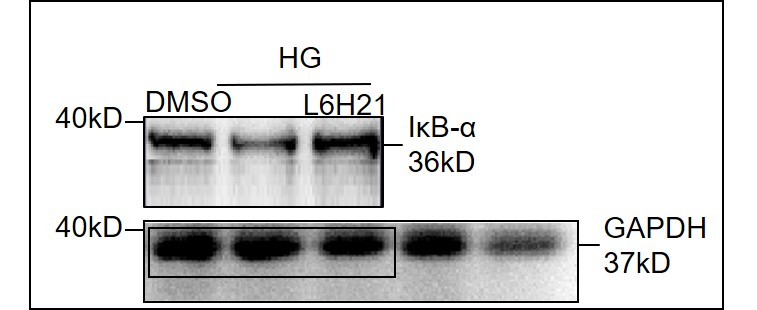 HG
DMSO L6H21
40kD
IκB-α
36kD
40kD
GAPDH
37kD